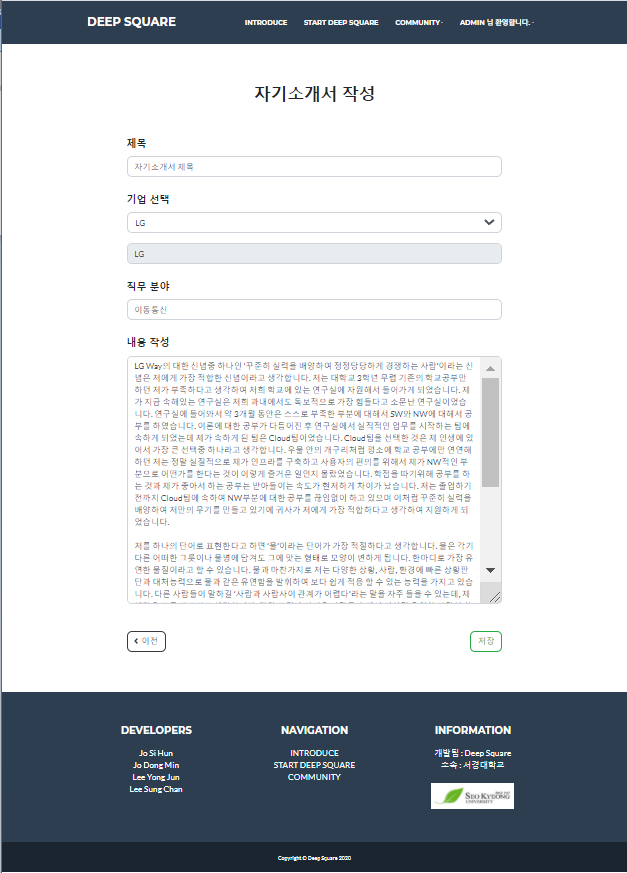 DEEP SQUARE
INTRODUCE
START DEEP SQUARE
COMMUNITY
ADMIN 님 환영합니다.
자기소개서 작성
제목
자기소개서 제목
기업 선택
LG
LG
직무 분야
이동통신
내용 작성
LG Way의 대한 신념중 하나인 '꾸준히 실력을 배양하여 정정당당하게 경쟁하는 사람'이라는 신
념은 저에게 가장 적합한 신념이라고 생각합니다. 저는 대학교 3학년 무렵 기존의 학교공부만
하던 저가 부족하다고 생각하여 저희 학교에 있는 연구실에 자원해서 들어가게 되었습니다. 제
가 지금 속해있는 연구실은 저희 과내에서도 독보적으로 가장 힘들다고 소문난 연구실이었습니
다. 연구실에 들어와서 약 3개월 동안은 스스로 부족한 부분에 대해서 SW와 NW에 대해서 공
부를 하였습니다. 이론에 대한 공부가 다듬어진 후 연구실에서 실직적인 업무를 시작하는 팀에
속하게 되었는데 제가 속하게 된 팀은 Cloud팀이었습니다. Cloud팀을 선택한 것은 제 인생에 있
어서 가장 큰 선택중 하나라고 생각합니다. 우물 안의 개구리처럼 평소에 학교 공부에만 연연해
하던 저는 정말 실질적으로 제가 인프라를 구축하고 사용자의 편의를 위해서 제가 NW적인 부
분으로 어떤가를 한다는 것이 이렇게 즐거운 일인지 몰랐었습니다. 학점을 따기위해 공부를 하
는 것과 제가 좋아서 하는 공부는 받아들이는 속도가 현저하게 차이가 났습니다. 저는 졸업하기
전까지 Cloud팀에 속하여 NW부분에 대한 공부를 끊임없이 하고 있으며 이처럼 꾸준히 실력을
배양하여 저만의 무기를 만들고 있기에 귀사가 저에게 가장 적합하다고 생각하여 지원하게 되
었습니다.
저를 하나의 단어로 표현한다고 하면 '물'이라는 단어가 가장 적절하다고 생각합니다. 물은 각기
다른 어떠한 그릇이나 물병에 담겨도 그에 맞는 형태로 모양이 변하게 됩니다. 한마디로 가장 유
연한 물질이라고 할 수 있습니다. 물과 마찬가지로 저는 다양한 상황, 사람, 환경에 빠른 상황판
단과 대처능력으로 물과 같은 유연함을 발휘하여 보다 쉽게 적응 할 수 있는 능력을 가지고 있습
니다. 다른 사람들이 말하길 '사람과 사람사이 관계가 어렵다'라는 말을 자주 들을 수 있는데, 제
이전
저장
DEVELOPERS
Jo Si Hun
Jo Dong Min
Lee Yong Jun
Lee Sung Chan
NAVIGATION
INTRODUCE
START DEEP SQUARE
COMMUNITY
INFORMATION
개발팀 : Deep Square
소속 : 서경대학교
SEO KYEONG
UNIVERSITY
Copyright © Deep Square 2020